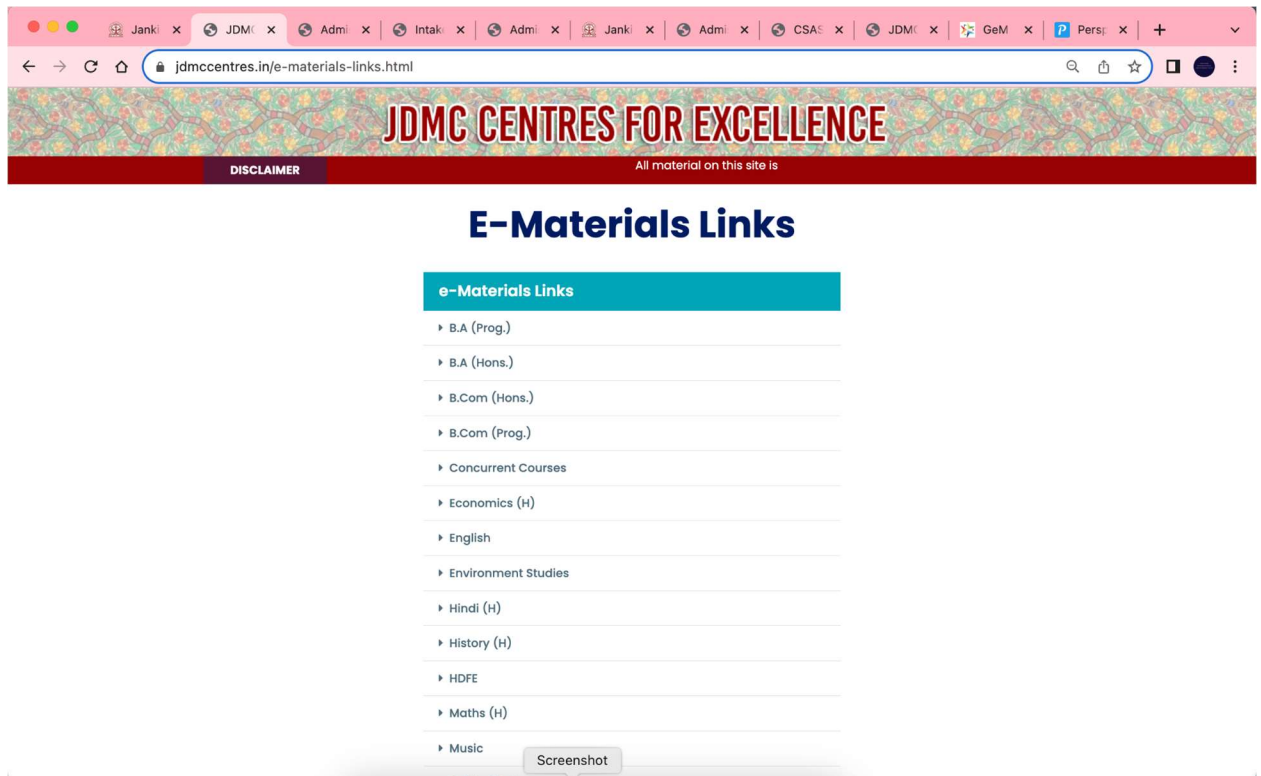 Janki
JDMC
Admi
Intak
Admi
Janki
Admi
CSAS
JDMC
GeM
Persp
jdmccentres.in/e-materials-links.html
JDMC CENTRES FOR EXCELLENCE
DISCLAIMER
All material on this site is
E-Materials Links
e-Materials Links
B.A (Prog.)
B.A (Hons.)
B.Com (Hons.)
B.Com (Prog.)
Concurrent Courses
Economics (H)
English
Environment Studies
Hindi (H)
History (H)
HDFE
Maths (H)
Music
Screenshot